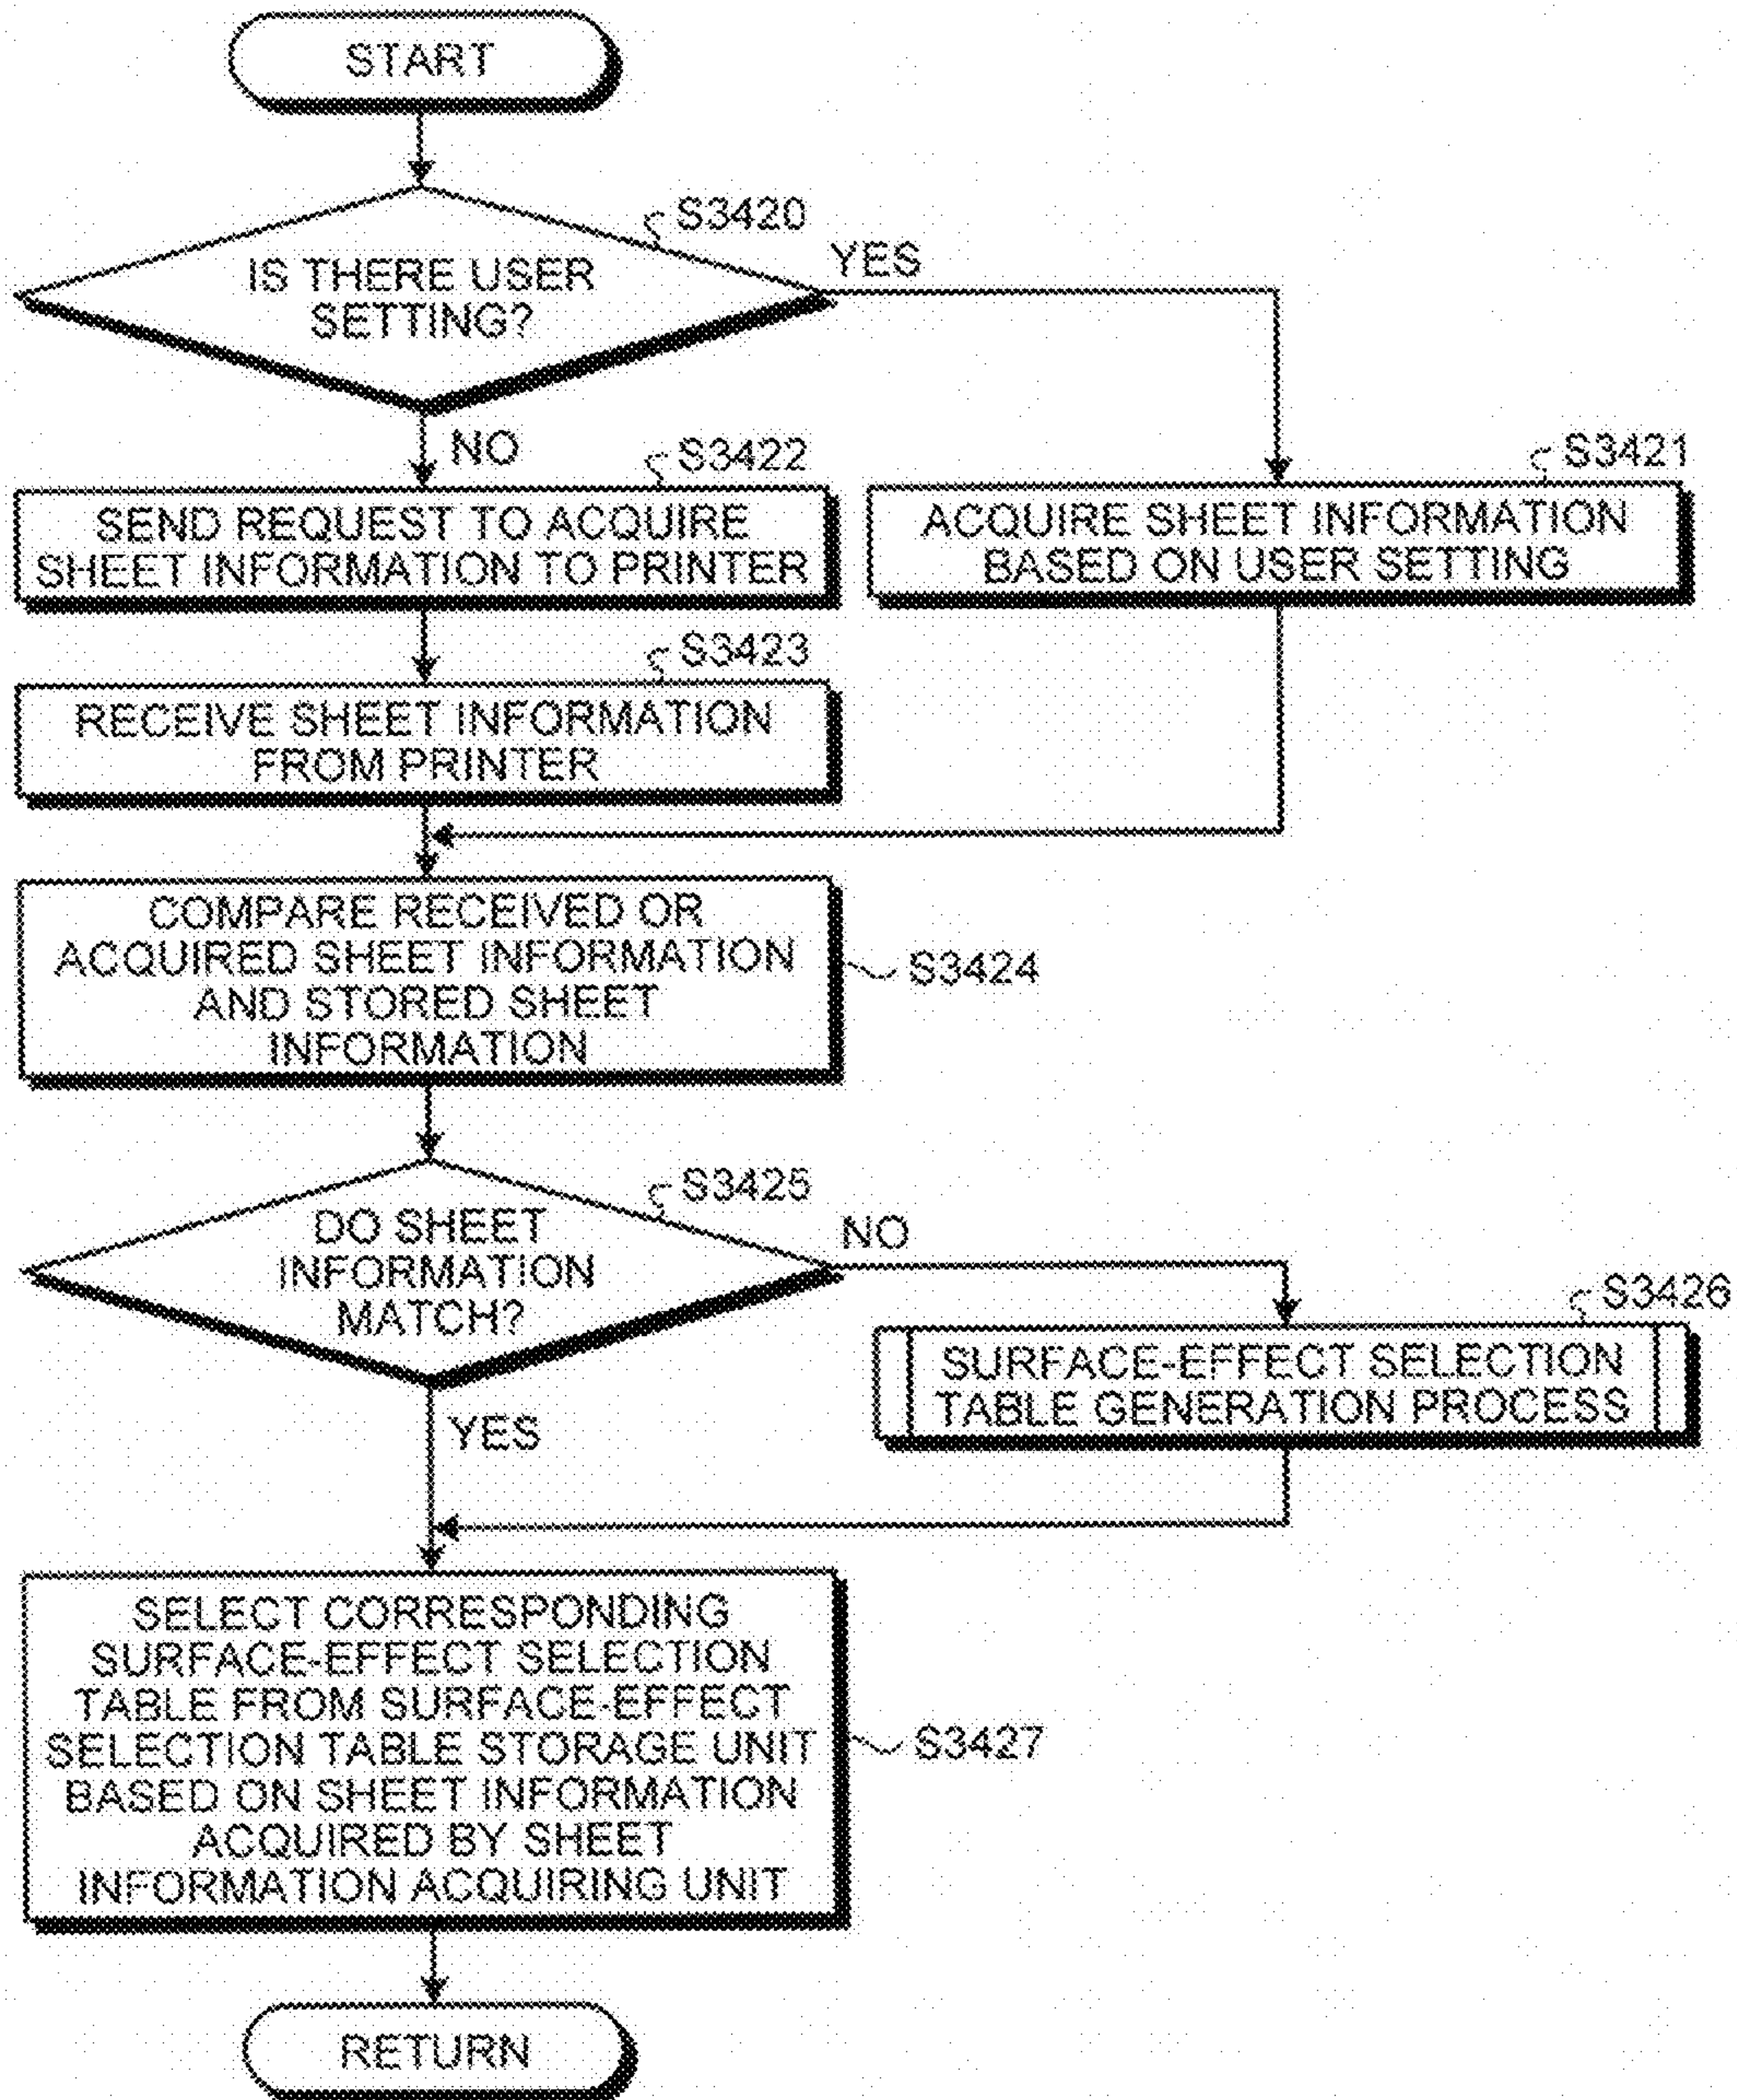 START
S3420
IS THERE USER
SETTING?
YES
NO
S3422
SEND REQUEST TO ACQUIRE
SHEET INFORMATION TO PRINTER
S3421
ACQUIRE SHEET INFORMATION
BASED ON USER SETTING
S3423
RECEIVE SHEET INFORMATION
FROM PRINTER
COMPARE RECEIVED OR
ACQUIRED SHEET INFORMATION
AND STORED SHEET
INFORMATION
S3424
S3425
DO SHEET
INFORMATION
MATCH?
NO
YES
S3426
SURFACE-EFFECT SELECTION
TABLE GENERATION PROCESS
SELECT CORRESPONDING
SURFACE-EFFECT SELECTION
TABLE FROM SURFACE-EFFECT
SELECTION TABLE STORAGE UNIT
BASED ON SHEET INFORMATION
ACQUIRED BY SHEET
INFORMATION ACQUIRING UNIT
S3427
RETURN